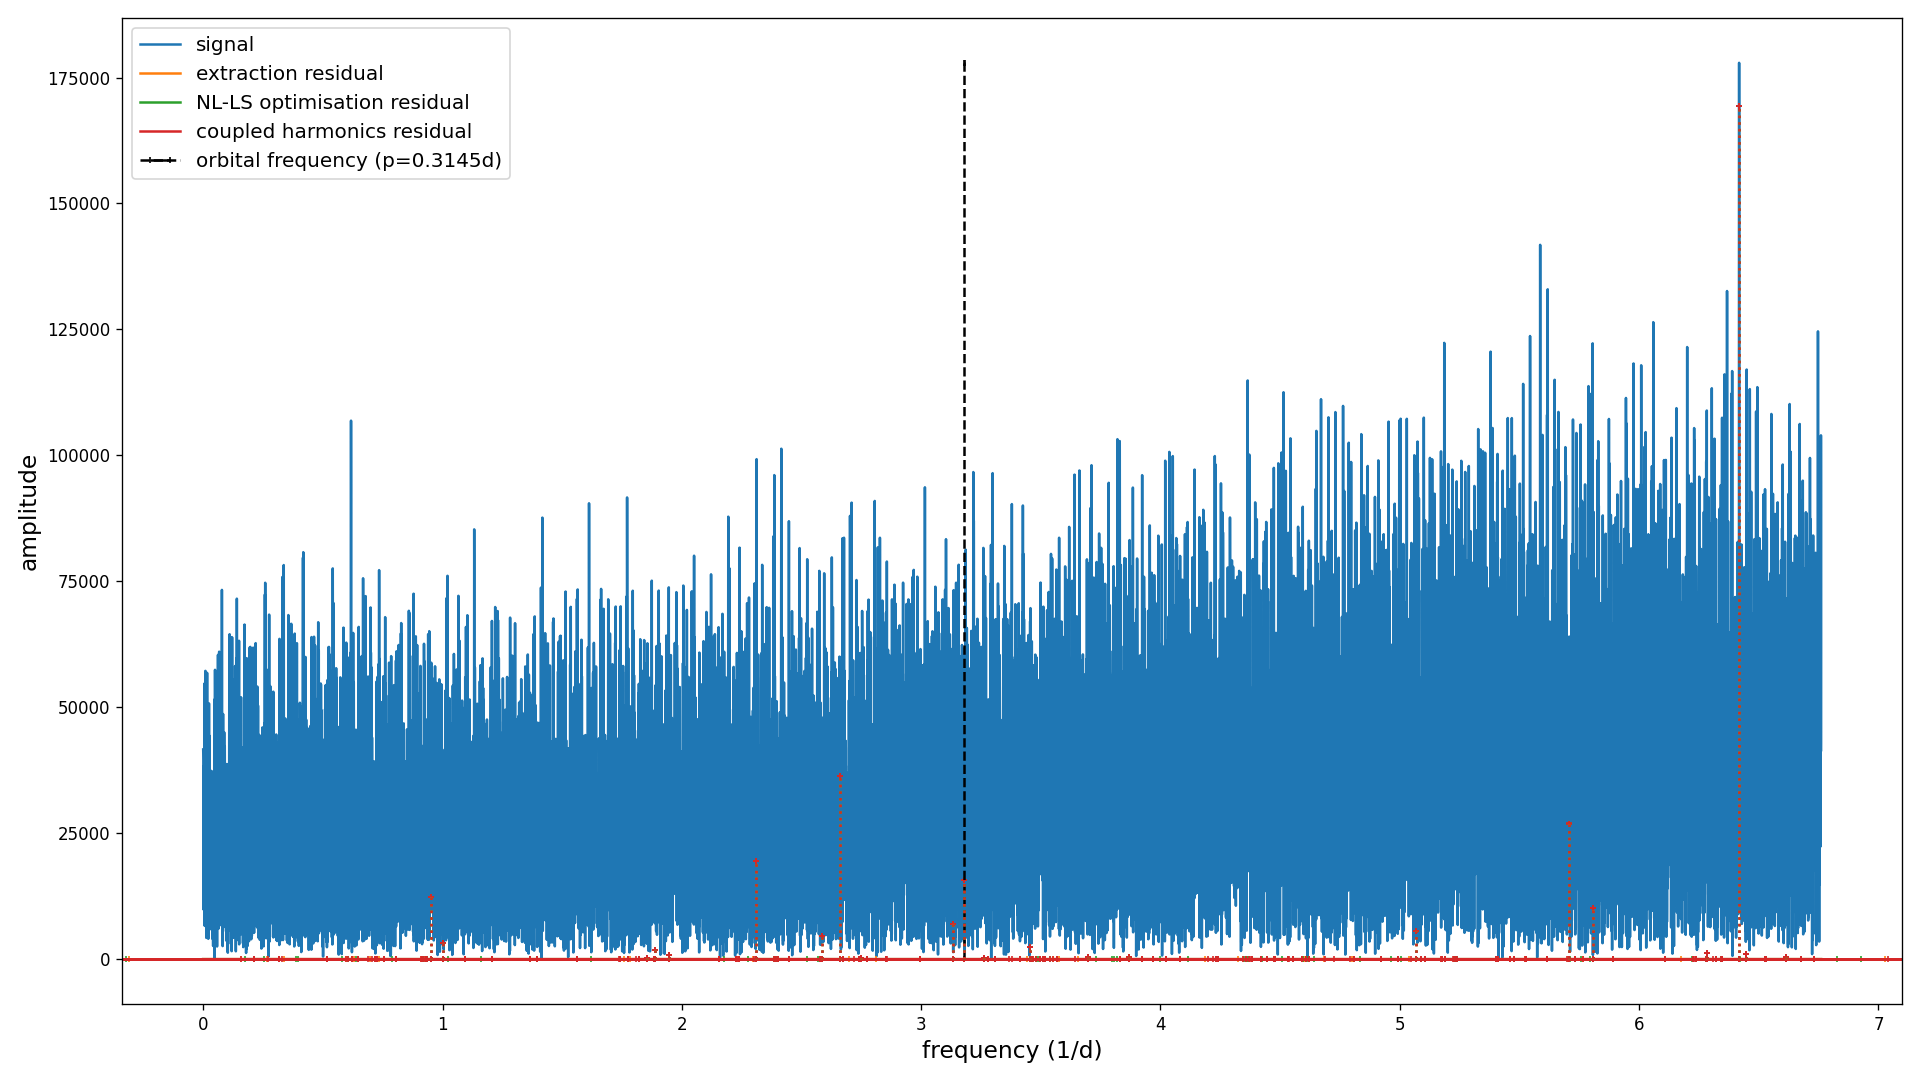 signal
extraction residual
NL-LS optimisation residual
coupled harmonics residual
orbital frequency (p=0.3145d)
175000
150000
125000
100000
75000
50000
25000
0
amplitude
0 1 2 3 4 5 6 7
frequency (1/d)